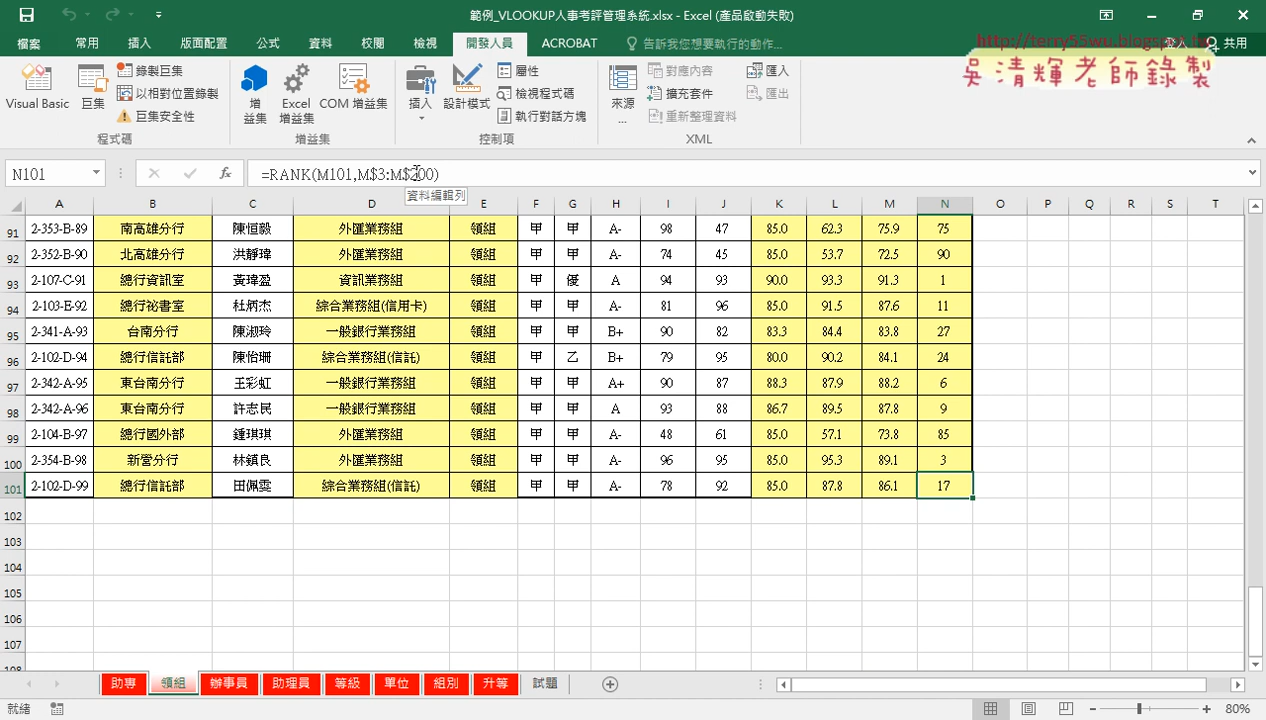 範例_VLOOKUP人事考評管理系統.xlsx - Excel (產品啟動失敗)
檔案 常用 插入 版面配置 公式 資料 校閱 檢視 開發人員 ACROBAT 告訴我您想要執行的動作... 登入 共用
http://terry55wu.blogspot.tw
吳清輝老師錄製
Visual Basic 巨集 錄製巨集 以相對位置錄製 巨集安全性
增益集 Excel 增益集 COM 增益集
插入 設計模式 屬性 檢視程式碼 執行對話方塊
來源... 對應內容 擴充套件 重新整理資料 匯入 匯出
程式碼 增益集 控制項 XML
N101 fx =RANK(M101,M$3:M$200)
資料編輯列
A B C D E F G H I J K L M N O P Q R S T
91 2-353-B-89 南高雄分行 陳恒毅 外匯業務組 領組 甲 甲 A- 98 47 85.0 62.3 75.9 75
92 2-352-B-90 北高雄分行 洪靜瑋 外匯業務組 領組 甲 甲 A- 74 45 85.0 53.7 72.5 90
93 2-107-C-91 總行資訊室 黃瑋盈 資訊業務組 領組 甲 優 A 94 93 90.0 93.3 91.3 1
94 2-103-E-92 總行祕書室 杜炳杰 綜合業務組(信用卡) 領組 甲 甲 A- 81 96 85.0 91.5 87.6 11
95 2-341-A-93 台南分行 陳淑玲 一般銀行業務組 領組 甲 甲 B+ 90 82 83.3 84.4 83.8 27
96 2-102-D-94 總行信託部 陳怡珊 綜合業務組(信託) 領組 甲 乙 B+ 79 95 80.0 90.2 84.1 24
97 2-342-A-95 東台南分行 王彩虹 一般銀行業務組 領組 甲 甲 A+ 90 87 88.3 87.9 88.2 6
98 2-342-A-96 東台南分行 許志民 一般銀行業務組 領組 甲 甲 A 93 88 86.7 89.5 87.8 9
99 2-104-B-97 總行國外部 鍾琪琪 外匯業務組 領組 甲 甲 A- 48 61 85.0 57.1 73.8 85
100 2-354-B-98 新營分行 林鎮良 外匯業務組 領組 甲 甲 A- 96 95 85.0 95.3 89.1 3
101 2-102-D-99 總行信託部 田佩雯 綜合業務組(信託) 領組 甲 甲 A- 78 92 85.0 87.8 86.1 17
102
103
104
105
106
107
108
助專 領組 辦事員 助理員 等級 單位 組別 升等 試題
就緒 80%